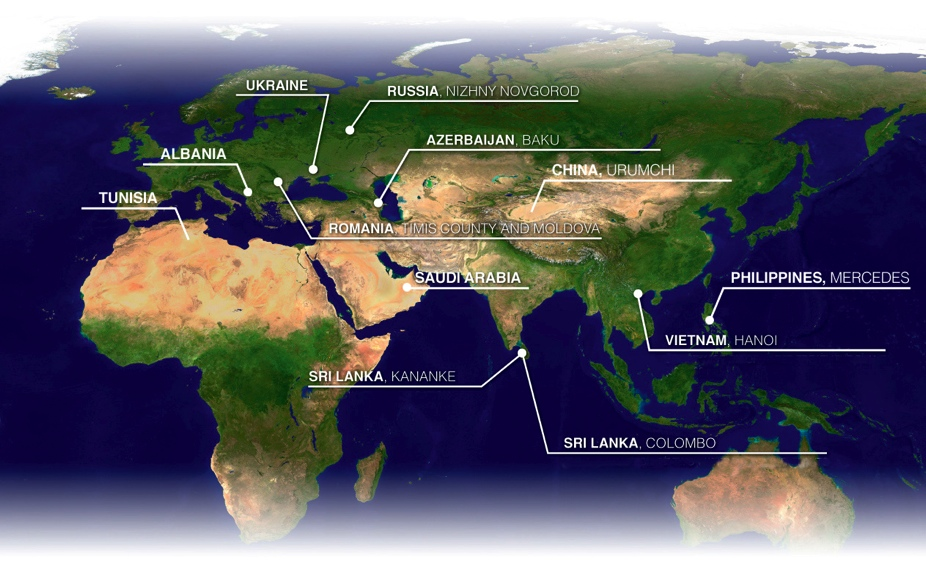 UKRAINE
RUSSIA, NIZHNY NOVGOROD
AZERBAIJAN, BAKU
ALBANIA
CHINA, URUMCHI
TUNISIA
ROMANIA, TIMIS COUNTY AND MOLDOVA
SAUDI ARABIA
PHILIPPINES, MERCEDES
VIETNAM, HANOI
SRI LANKA, KANANKE
SRI LANKA, COLOMBO